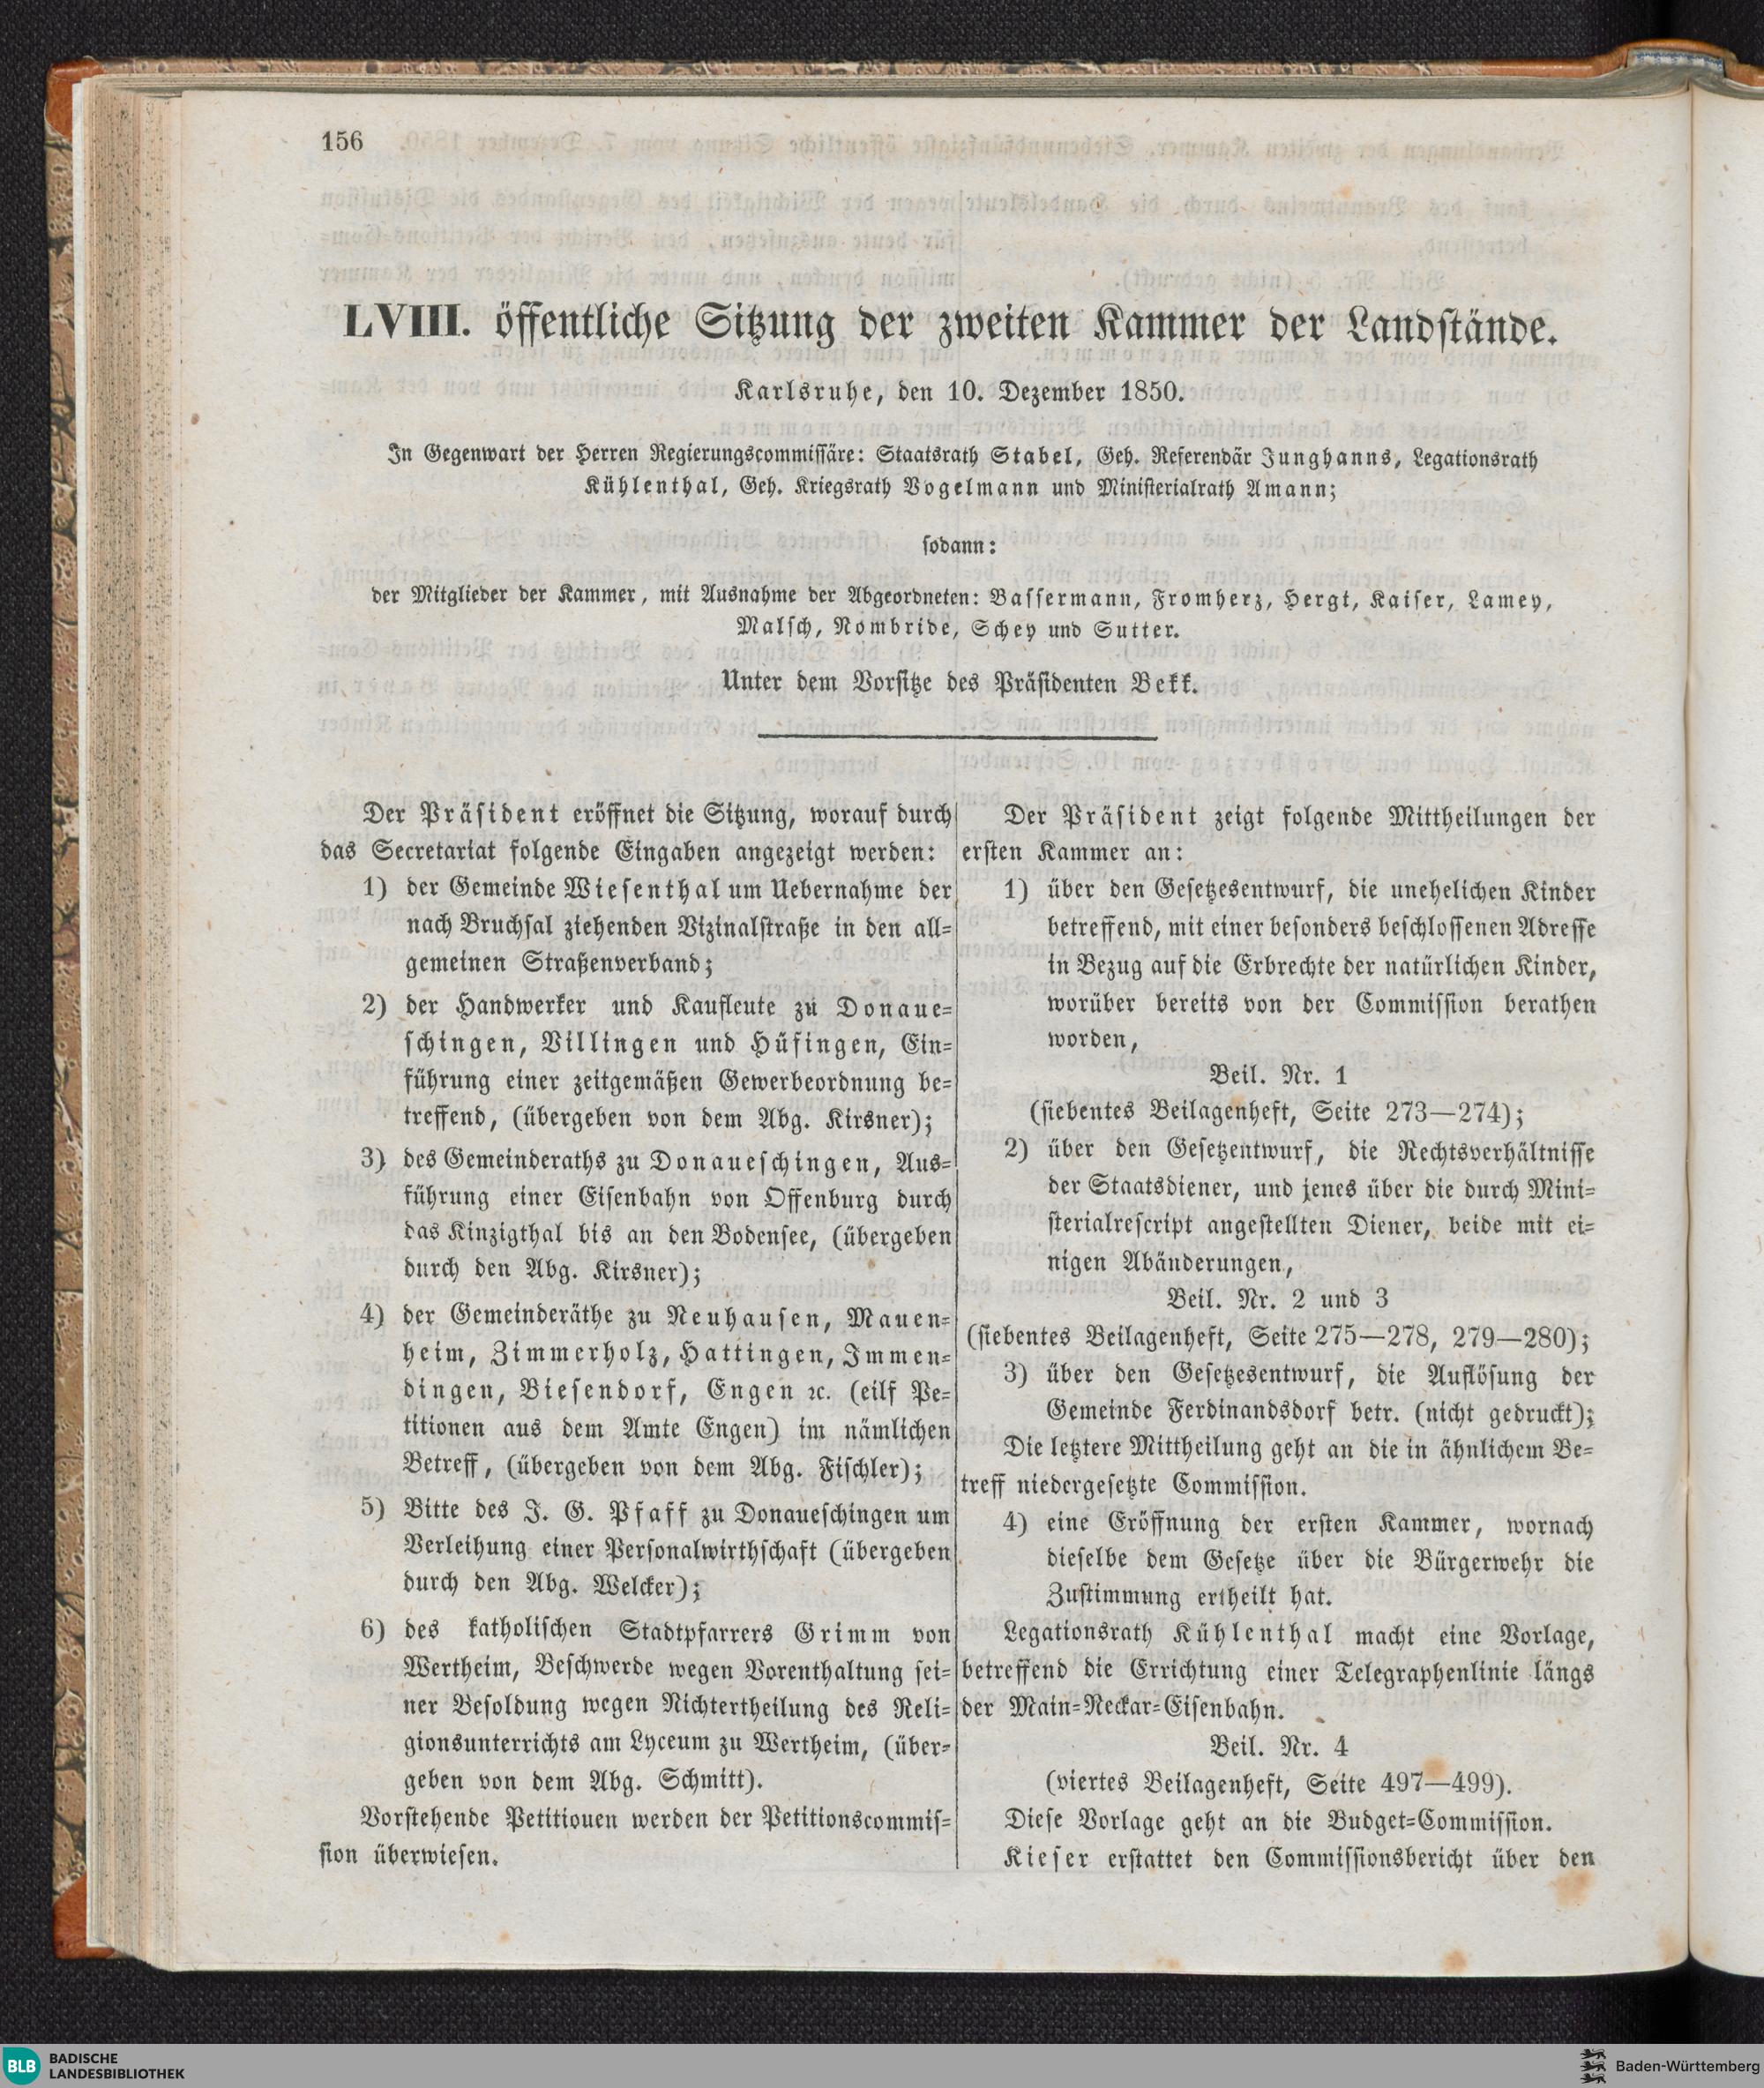 156
LVIII. öffentliche Sitzung der zweiten Kammer der Landstände.
Karlsruhe, den 10. Dezember 1850.
In Gegenwart der Herren Regierungscommissäre: Staatsrath Stabel, Geh. Referendär Junghanns, Legationsrath
Kühlenthal, Geh. Kriegsrath Vogelmann und Ministerialrath Amann;
sodann:
der Mitglieder der Kammer, mit Ausnahme der Abgeordneten: Bassermann, Fromherz, Hergt, Kaiser, Lamey,
Malsch, Nombride, Schey und Sutter.
Unter dem Vorsitze des Präsidenten Bekk.
Der Präsident eröffnet die Sitzung, worauf durch
das Secretariat folgende Eingaben angezeigt werden:
1) der Gemeinde Wiesenthal um Uebernahme der
nach Bruchsal ziehenden Vizinalstraße in den all-
gemeinen Straßenverband;
2) der Handwerker und Kaufleute zu Donaue-
schingen, Villingen und Hüfingen, Ein-
führung einer zeitgemäßen Gewerbeordnung be-
treffend, (übergeben von dem Abg. Kirsner);
3) des Gemeinderaths zu Donaueschingen, Aus-
führung einer Eisenbahn von Offenburg durch
das Kinzigthal bis an den Bodensee, (übergeben
durch den Abg. Kirsner);
4) der Gemeinderäthe zu Neuhausen, Mauen-
heim, Zimmerholz, Hattingen, Immen-
dingen, Biesendorf, Engen ꝛc. (eilf Pe-
titionen aus dem Amte Engen) im nämlichen
Betreff, (übergeben von dem Abg. Fischler);
5) Bitte des J. G. Pfaff zu Donaueschingen um
Verleihung einer Personalwirthschaft (übergeben
durch den Abg. Welcker);
6) des katholischen Stadtpfarrers Grimm von
Wertheim, Beschwerde wegen Vorenthaltung sei-
ner Besoldung wegen Nichtertheilung des Reli-
gionsunterrichts am Lyceum zu Wertheim, (über-
geben von dem Abg. Schmitt).
Vorstehende Petitiouen werden der Petitionscommis-
sion überwiesen.
Der Präsident zeigt folgende Mittheilungen der
ersten Kammer an:
1) über den Gesetzesentwurf, die unehelichen Kinder
betreffend, mit einer besonders beschlossenen Adresse
in Bezug auf die Erbrechte der natürlichen Kinder,
worüber bereits von der Commission berathen
worden,
Beil. Nr. 1
(siebentes Beilagenheft, Seite 273—274);
2) über den Gesetzentwurf, die Rechtsverhältnisse
der Staatsdiener, und jenes über die durch Mini-
sterialrescript angestellten Diener, beide mit ei-
nigen Abänderungen,
Beil. Nr. 2 und 3
(siebentes Beilagenheft, Seite 275—278, 279—280);
3) über den Gesetzesentwurf, die Auflösung der
Gemeinde Ferdinandsdorf betr. (nicht gedruckt);
Die letztere Mittheilung geht an die in ähnlichem Be-
treff niedergesetzte Commission.
4) eine Eröffnung der ersten Kammer, wornach
dieselbe dem Gesetze über die Bürgerwehr die
Zustimmung ertheilt hat.
Legationsrath Kühlenthal macht eine Vorlage,
betreffend die Errichtung einer Telegraphenlinie längs
der Main-Neckar-Eisenbahn.
Beil. Nr. 4
(viertes Beilagenheft, Seite 497—499).
Diese Vorlage geht an die Budget-Commission.
Kieser erstattet den Commissionsbericht über den
BLB BADISCHE
LANDESBIBLIOTHEK
Baden-Württemberg